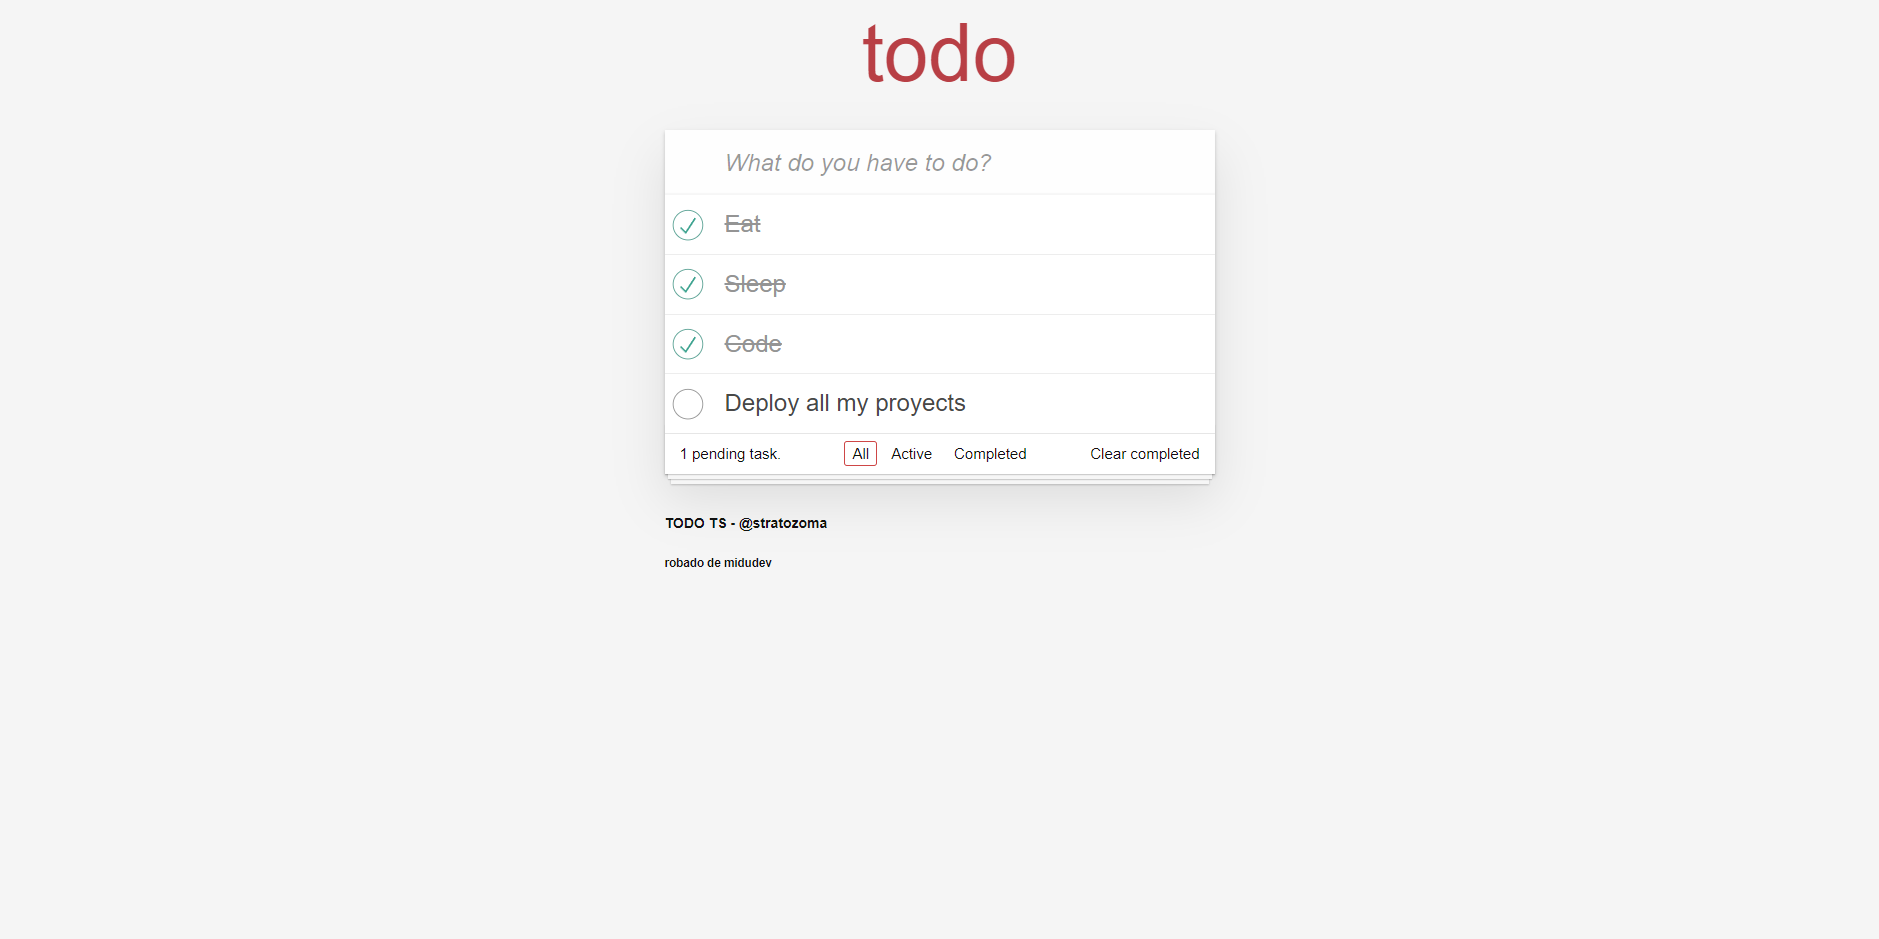 todo
What do you have to do?
Eat
Sleep
Code
Deploy all my proyects
1 pending task. All Active Completed Clear completed
TODO TS - @stratozoma
robado de midudev